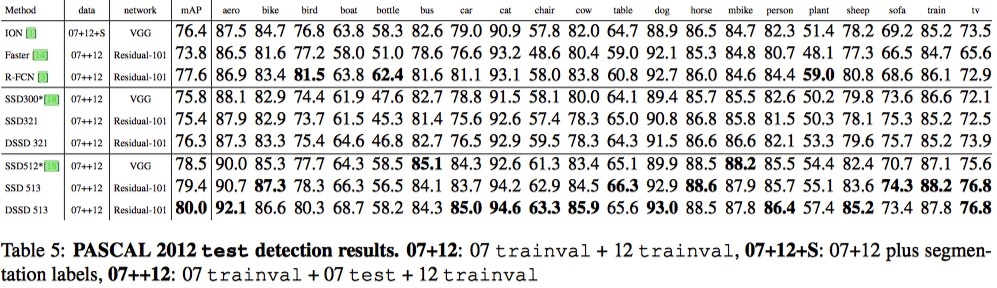 Method data network mAP aero bike bird boat bottle bus car cat chair cow table dog horse mbike person plant sheep sofa train tv
ION [1] 07+12+S VGG 76.4 87.5 84.7 76.8 63.8 58.3 82.6 79.0 90.9 57.8 82.0 64.7 88.9 86.5 84.7 82.3 51.4 78.2 69.2 85.2 73.5
Faster [14] 07++12 Residual-101 73.8 86.5 81.6 77.2 58.0 51.0 78.6 76.6 93.2 48.6 80.4 59.0 92.1 85.3 84.8 80.7 48.1 77.3 66.5 84.7 65.6
R-FCN [3] 07++12 Residual-101 77.6 86.9 83.4 81.5 63.8 62.4 81.6 81.1 93.1 58.0 83.8 60.8 92.7 86.0 84.6 84.4 59.0 80.8 68.6 86.1 72.9
SSD300*[18] 07++12 VGG 75.8 88.1 82.9 74.4 61.9 47.6 82.7 78.8 91.5 58.1 80.0 64.1 89.4 85.7 85.5 82.6 50.2 79.8 73.6 86.6 72.1
SSD321 07++12 Residual-101 75.4 87.9 82.9 73.7 61.5 45.3 81.4 75.6 92.6 57.4 78.3 65.0 90.8 86.8 85.8 81.5 50.3 78.1 75.3 85.2 72.5
DSSD 321 07++12 Residual-101 76.3 87.3 83.3 75.4 64.6 46.8 82.7 76.5 92.9 59.5 78.3 64.3 91.5 86.6 86.6 82.1 53.3 79.6 75.7 85.2 73.9
SSD512*[18] 07++12 VGG 78.5 90.0 85.3 77.7 64.3 58.5 85.1 84.3 92.6 61.3 83.4 65.1 89.9 88.5 88.2 85.5 54.4 82.4 70.7 87.1 75.6
SSD 513 07++12 Residual-101 79.4 90.7 87.3 78.3 66.3 56.5 84.1 83.7 94.2 62.9 84.5 66.3 92.9 88.6 87.9 85.7 55.1 83.6 74.3 88.2 76.8
DSSD 513 07++12 Residual-101 80.0 92.1 86.6 80.3 68.7 58.2 84.3 85.0 94.6 63.3 85.9 65.6 93.0 88.5 87.8 86.4 57.4 85.2 73.4 87.8 76.8
Table 5: PASCAL 2012 test detection results. 07+12: 07 trainval + 12 trainval, 07+12+S: 07+12 plus segmen-
tation labels, 07++12: 07 trainval + 07 test + 12 trainval